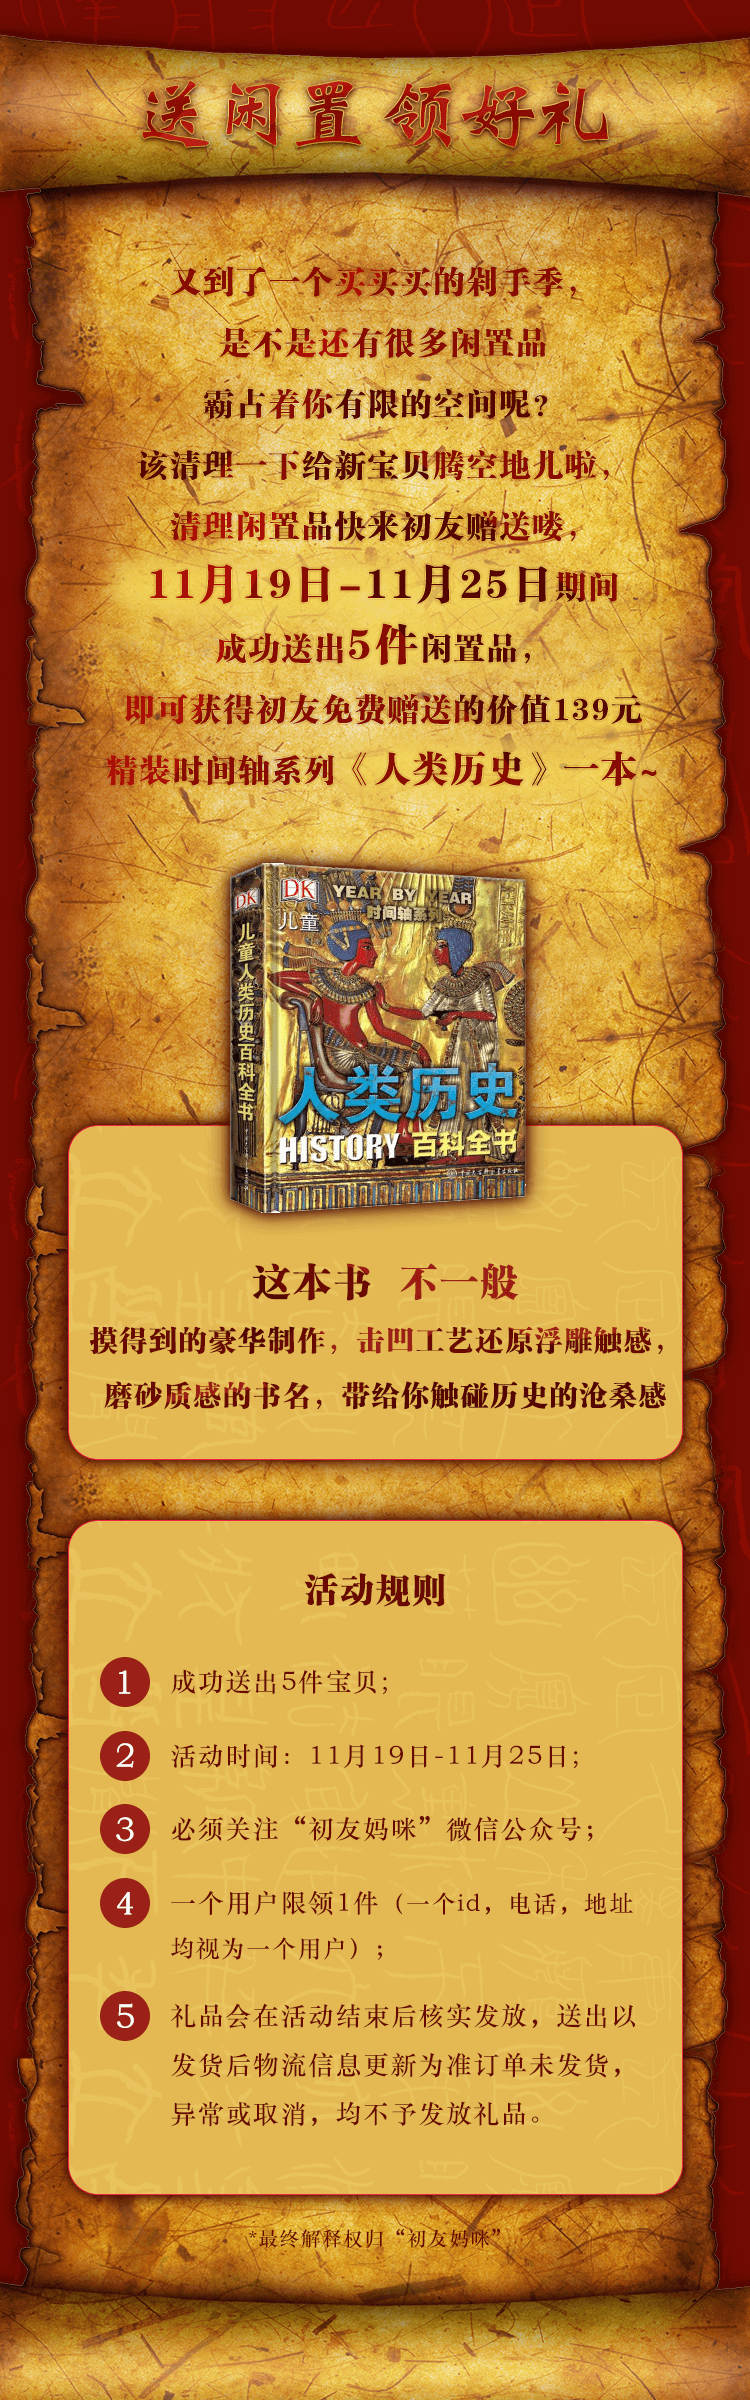 送闲置 领好礼
又到了一个买买买的剁手季，
是不是还有很多闲置品
霸占着你有限的空间呢？
该清理一下给新宝贝腾空地儿啦，
清理闲置品快来初友赠送喽，
11月19日-11月25日期间
成功送出5件闲置品，
即可获得初友免费赠送的价值139元
精装时间轴系列《人类历史》一本~
DK
儿童人类历史百科全书
DK
儿童
YEAR BY YEAR
时间轴系列
人类历史
HISTORY 百科全书
这本书 不一般
摸得到的豪华制作，击凹工艺还原浮雕触感，
磨砂质感的书名，带给你触碰历史的沧桑感
活动规则
1 成功送出5件宝贝；
2 活动时间：11月19日-11月25日；
3 必须关注“初友妈咪”微信公众号；
4 一个用户限领1件（一个id，电话，地址
均视为一个用户）；
5 礼品会在活动结束后核实发放，送出以
发货后物流信息更新为准订单未发货，
异常或取消，均不予发放礼品。
*最终解释权归“初友妈咪”